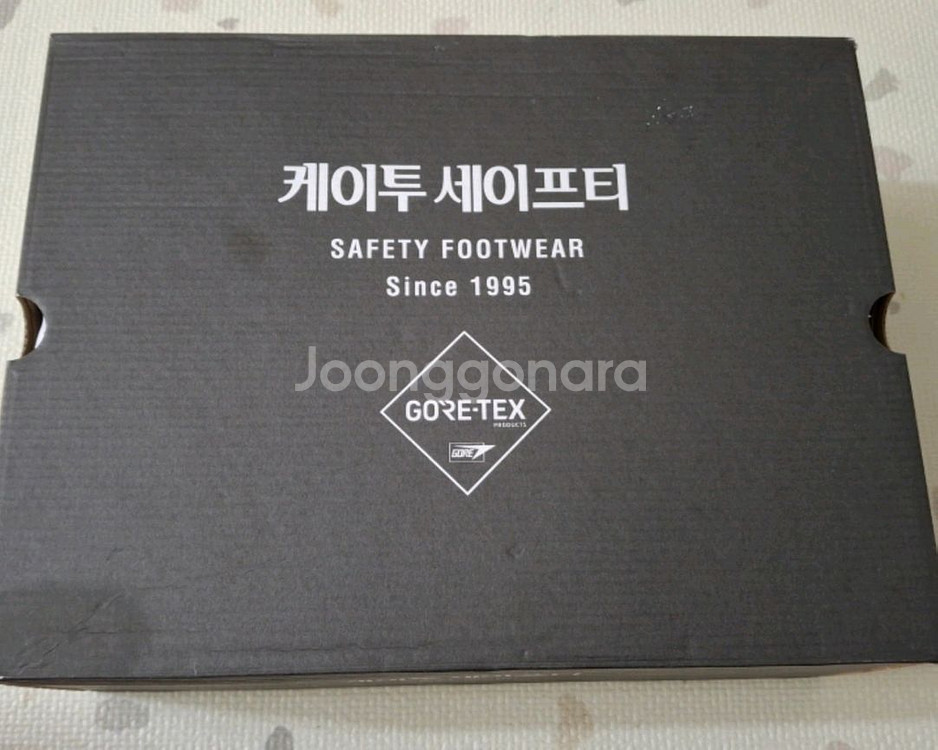 케이투 세이프티
SAFETY FOOTWEAR
Since 1995
Joonggonara
GORE-TEX
PRODUCTS
GORE